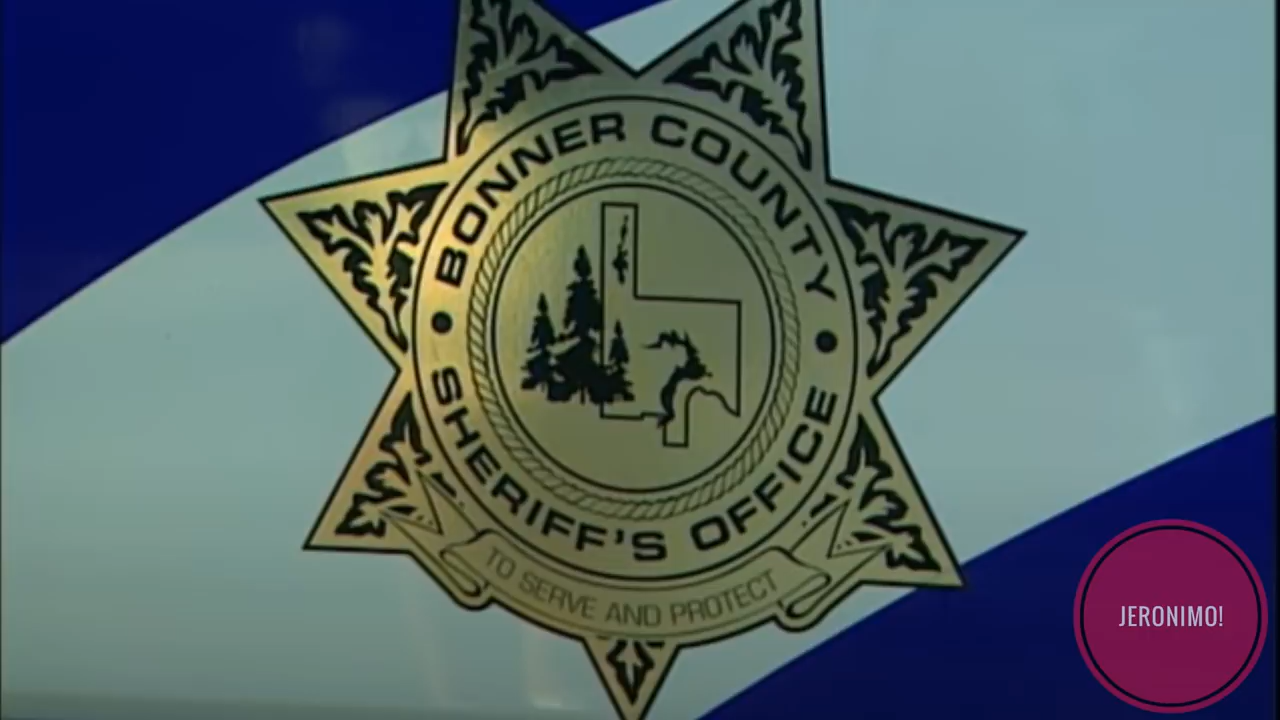 BONNER COUNTY
SHERIFF'S OFFICE
TO SERVE AND PROTECT
JERONIMO!